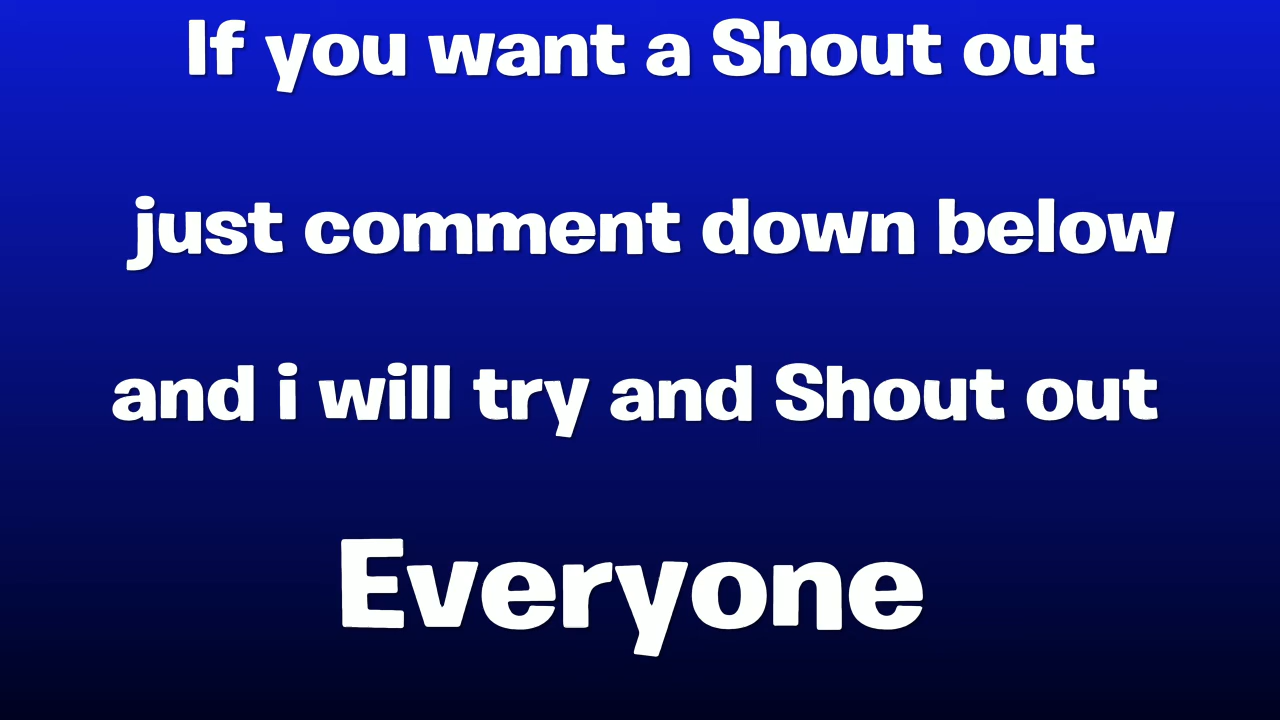 If you want a Shout out
just comment down below
and i will try and Shout out
Everyone